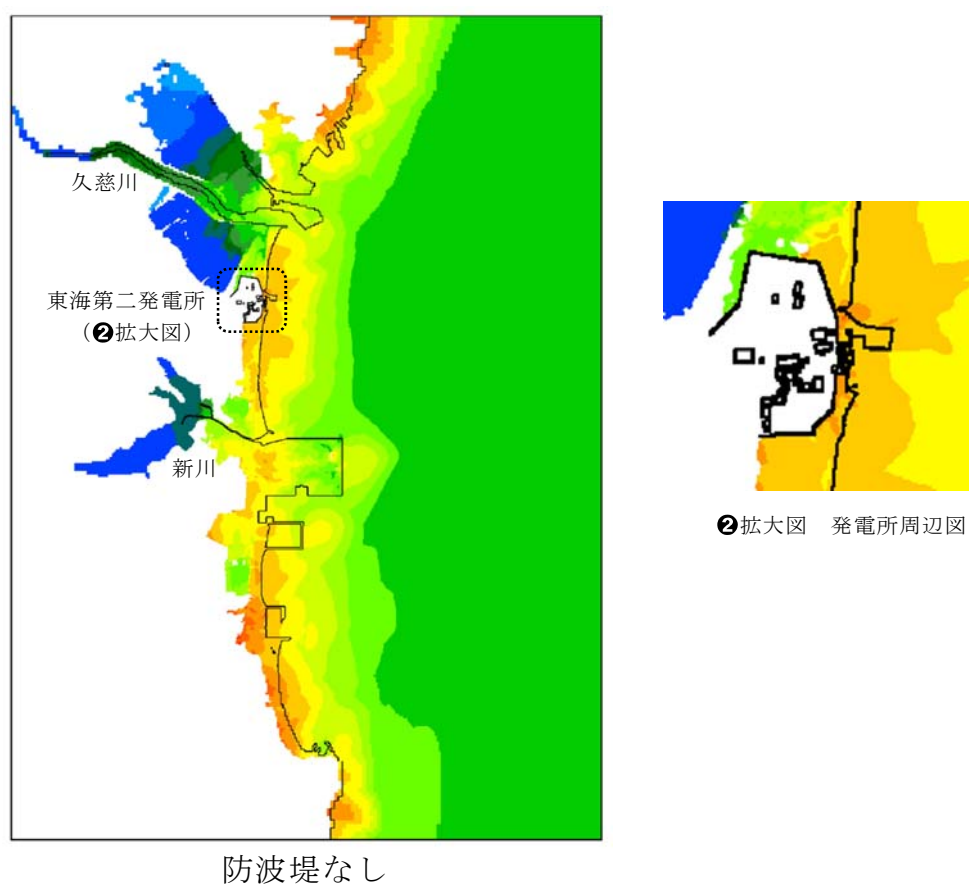 久慈川
東海第二発電所
（❷拡大図）
新川
❷拡大図　発電所周辺図
防波堤なし